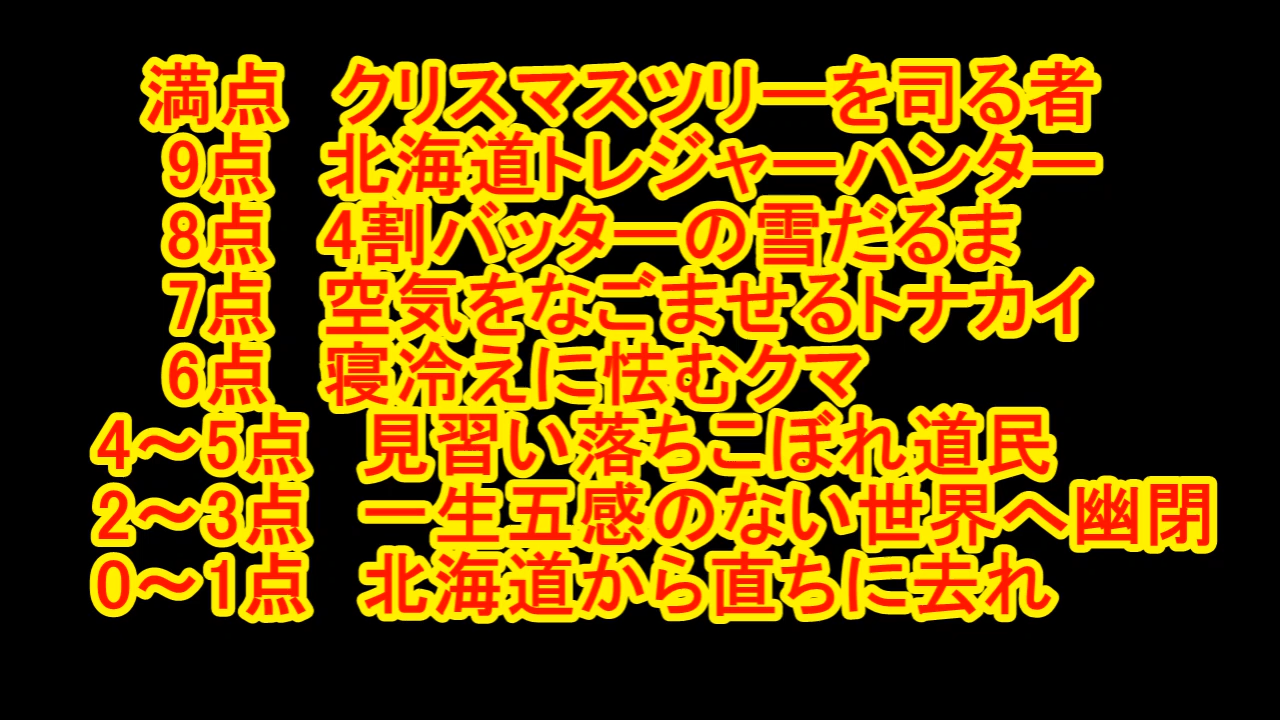 満点 クリスマスツリーを司る者
9点 北海道トレジャーハンター
8点 4割バッターの雪だるま
7点 空気をなごませるトナカイ
6点 寝冷えに怯むクマ
4～5点 見習い落ちこぼれ道民
2～3点 一生五感のない世界へ幽閉
0～1点 北海道から直ちに去れ